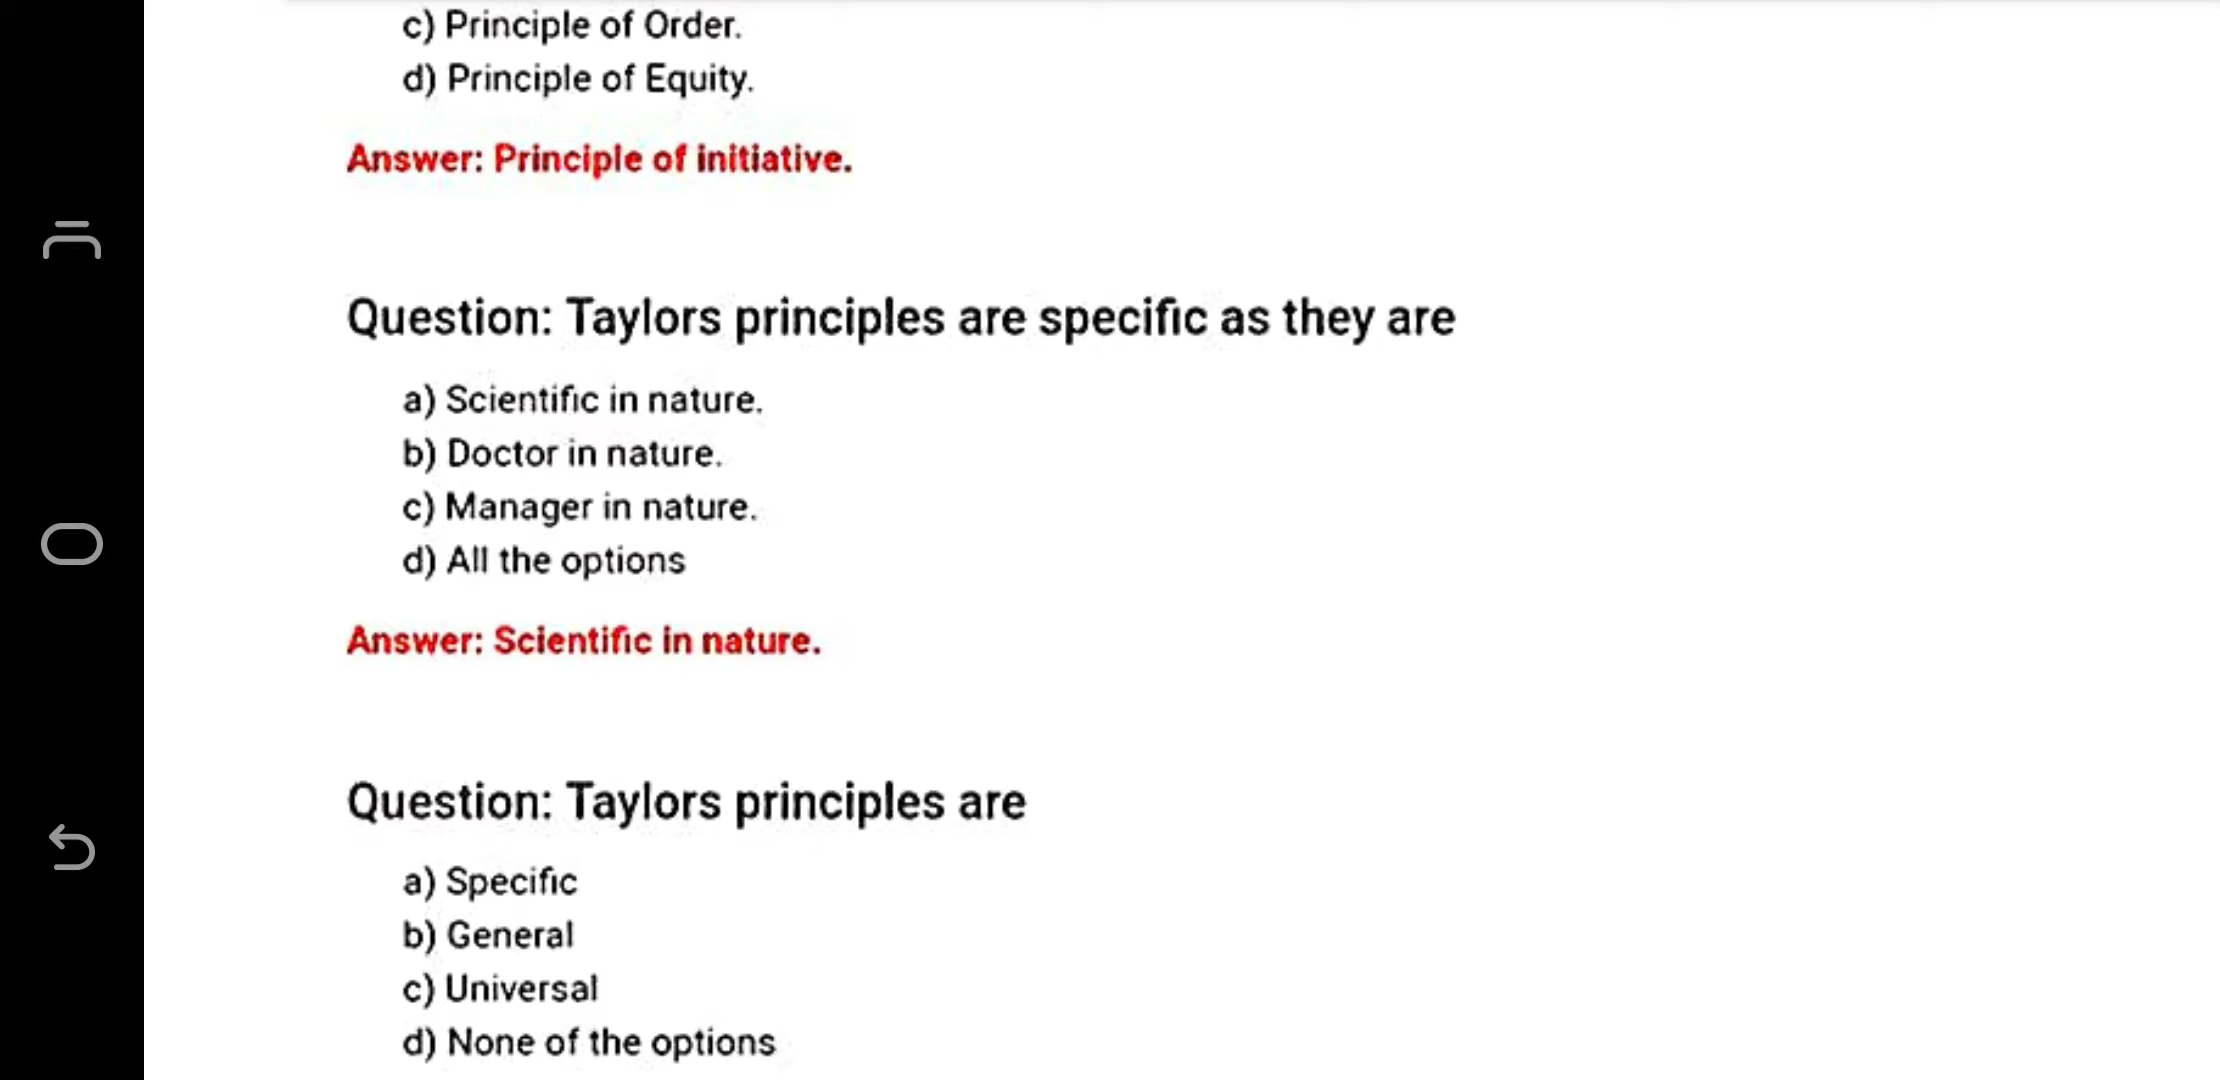 c) Principle of Order.
d) Principle of Equity.
Answer: Principle of initiative.
Question: Taylors principles are specific as they are
a) Scientific in nature.
b) Doctor in nature.
c) Manager in nature.
d) All the options
Answer: Scientific in nature.
Question: Taylors principles are
a) Specific
b) General
c) Universal
d) None of the options